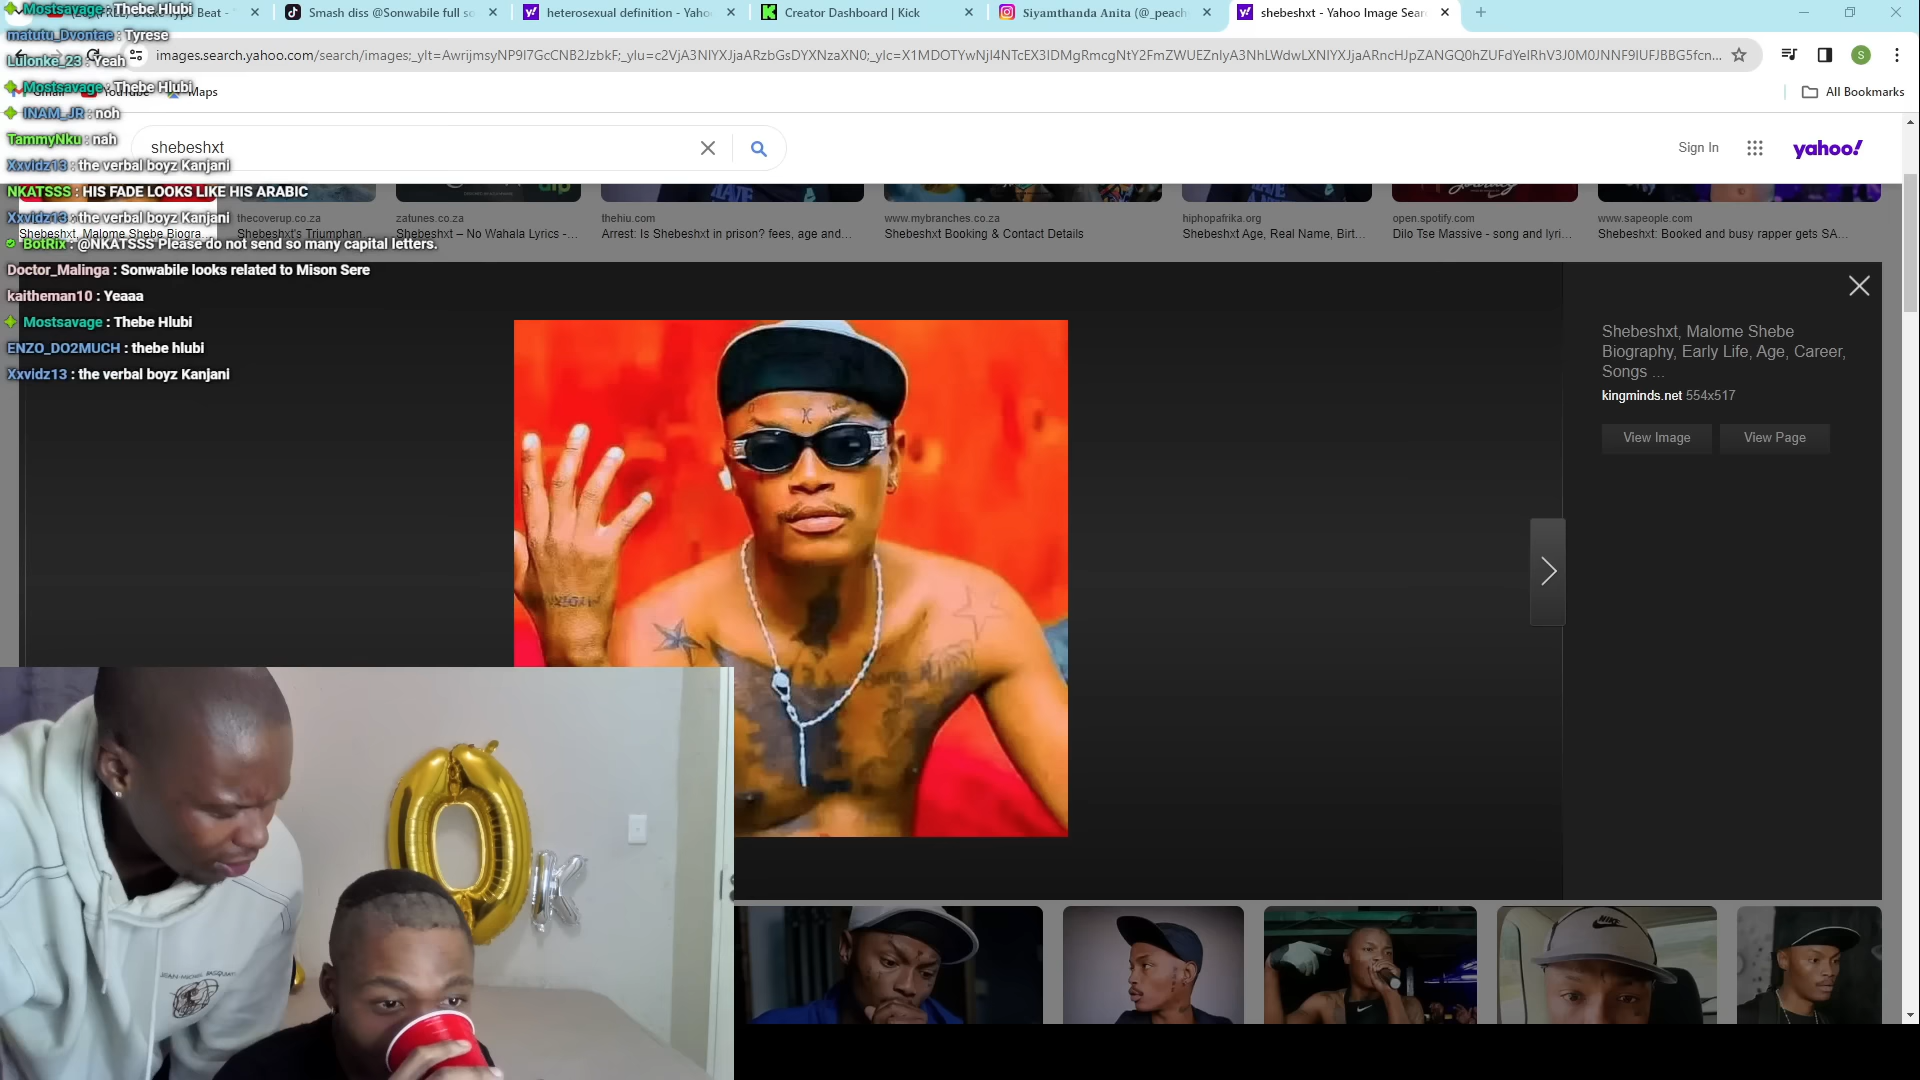 Smash diss @Sonwabile full so
heterosexual definition - Yaho
Creator Dashboard | Kick
Siyamthanda Anita (@_peach
shebeshxt - Yahoo Image Sear
All Bookmarks
Maps
shebeshxt
Sign In
yahoo!
Mostsavage : Thebe Hlubi
matutu_Dvontae : Tyrese
Lulonke_23 : Yeah
Mostsavage : Thebe Hlubi
INAM_JR : noh
TammyNku : nah
Xxvidz13 : the verbal boyz Kanjani
NKATSSS : HIS FADE LOOKS LIKE HIS ARABIC
Xxvidz13 : the verbal boyz Kanjani
BotRix : @NKATSSS Please do not send so many capital letters.
Doctor_Malinga : Sonwabile looks related to Mison Sere
kaitheman10 : Yeaaa
Mostsavage : Thebe Hlubi
ENZO_DO2MUCH : thebe hlubi
Xxvidz13 : the verbal boyz Kanjani
Shebeshxt, Malome Shebe Biogra...
thecoverup.co.za
Shebeshxt's Triumphan...
zatunes.co.za
Shebeshxt – No Wahala Lyrics -...
thehiu.com
Arrest: Is Shebeshxt in prison? fees, age and...
www.mybranches.co.za
Shebeshxt Booking & Contact Details
hiphopafrika.org
Shebeshxt Age, Real Name, Birt...
open.spotify.com
Dilo Tse Massive - song and lyri...
www.sapeople.com
Shebeshxt: Booked and busy rapper gets SA...
Shebeshxt, Malome Shebe
Biography, Early Life, Age, Career,
Songs ...
kingminds.net 554x517
View Image
View Page
OK
JEAN-MICHEL BASQUIAT
NIKE